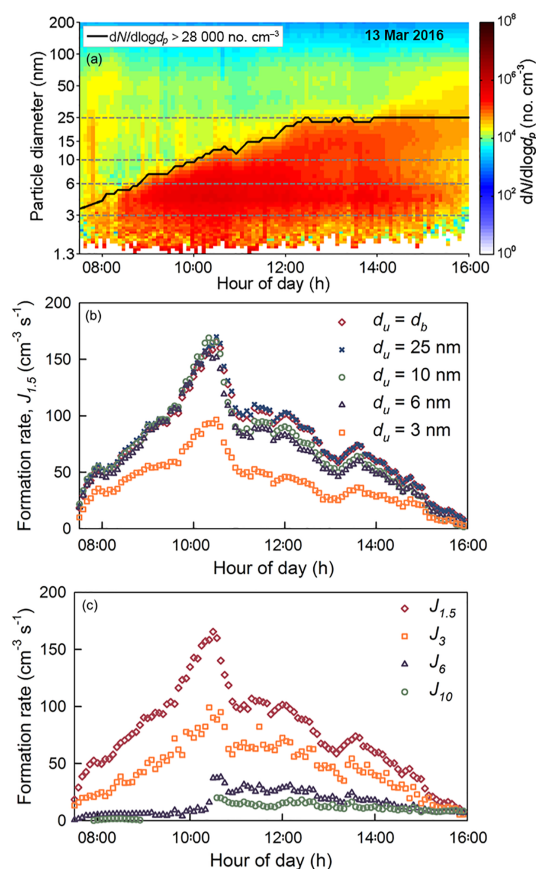 200
100
50
25
15
10
6
3
1.3
Particle diameter (nm)
dN/dlogdp > 28 000 no. cm⁻³
13 Mar 2016
(a)
08:00 10:00 12:00 14:00 16:00
Hour of day (h)
10⁸
10⁶
10⁴
10²
10⁰
dN/dlogdp (no. cm⁻³)
200
150
100
50
0
Formation rate, J1.5 (cm⁻³ s⁻¹)
(b)
du = db
du = 25 nm
du = 10 nm
du = 6 nm
du = 3 nm
08:00 10:00 12:00 14:00 16:00
Hour of day (h)
200
150
100
50
0
Formation rate (cm⁻³ s⁻¹)
(c)
J1.5
J3
J6
J10
08:00 10:00 12:00 14:00 16:00
Hour of day (h)